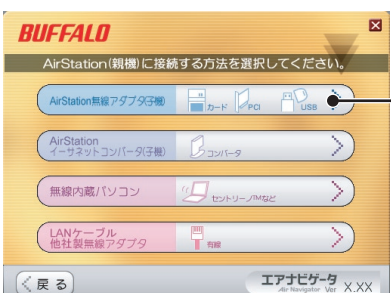 BUFFALO
AirStation(親機)に接続する方法を選択してください。
AirStation無線アダプタ(子機) カード PCI USB
AirStation
イーサネットコンバータ(子機) コンバータ
無線内蔵パソコン セントリーノTMなど
LANケーブル
他社製無線アダプタ 有線
戻る
エアナビゲータ
Air Navigator Ver X.XX